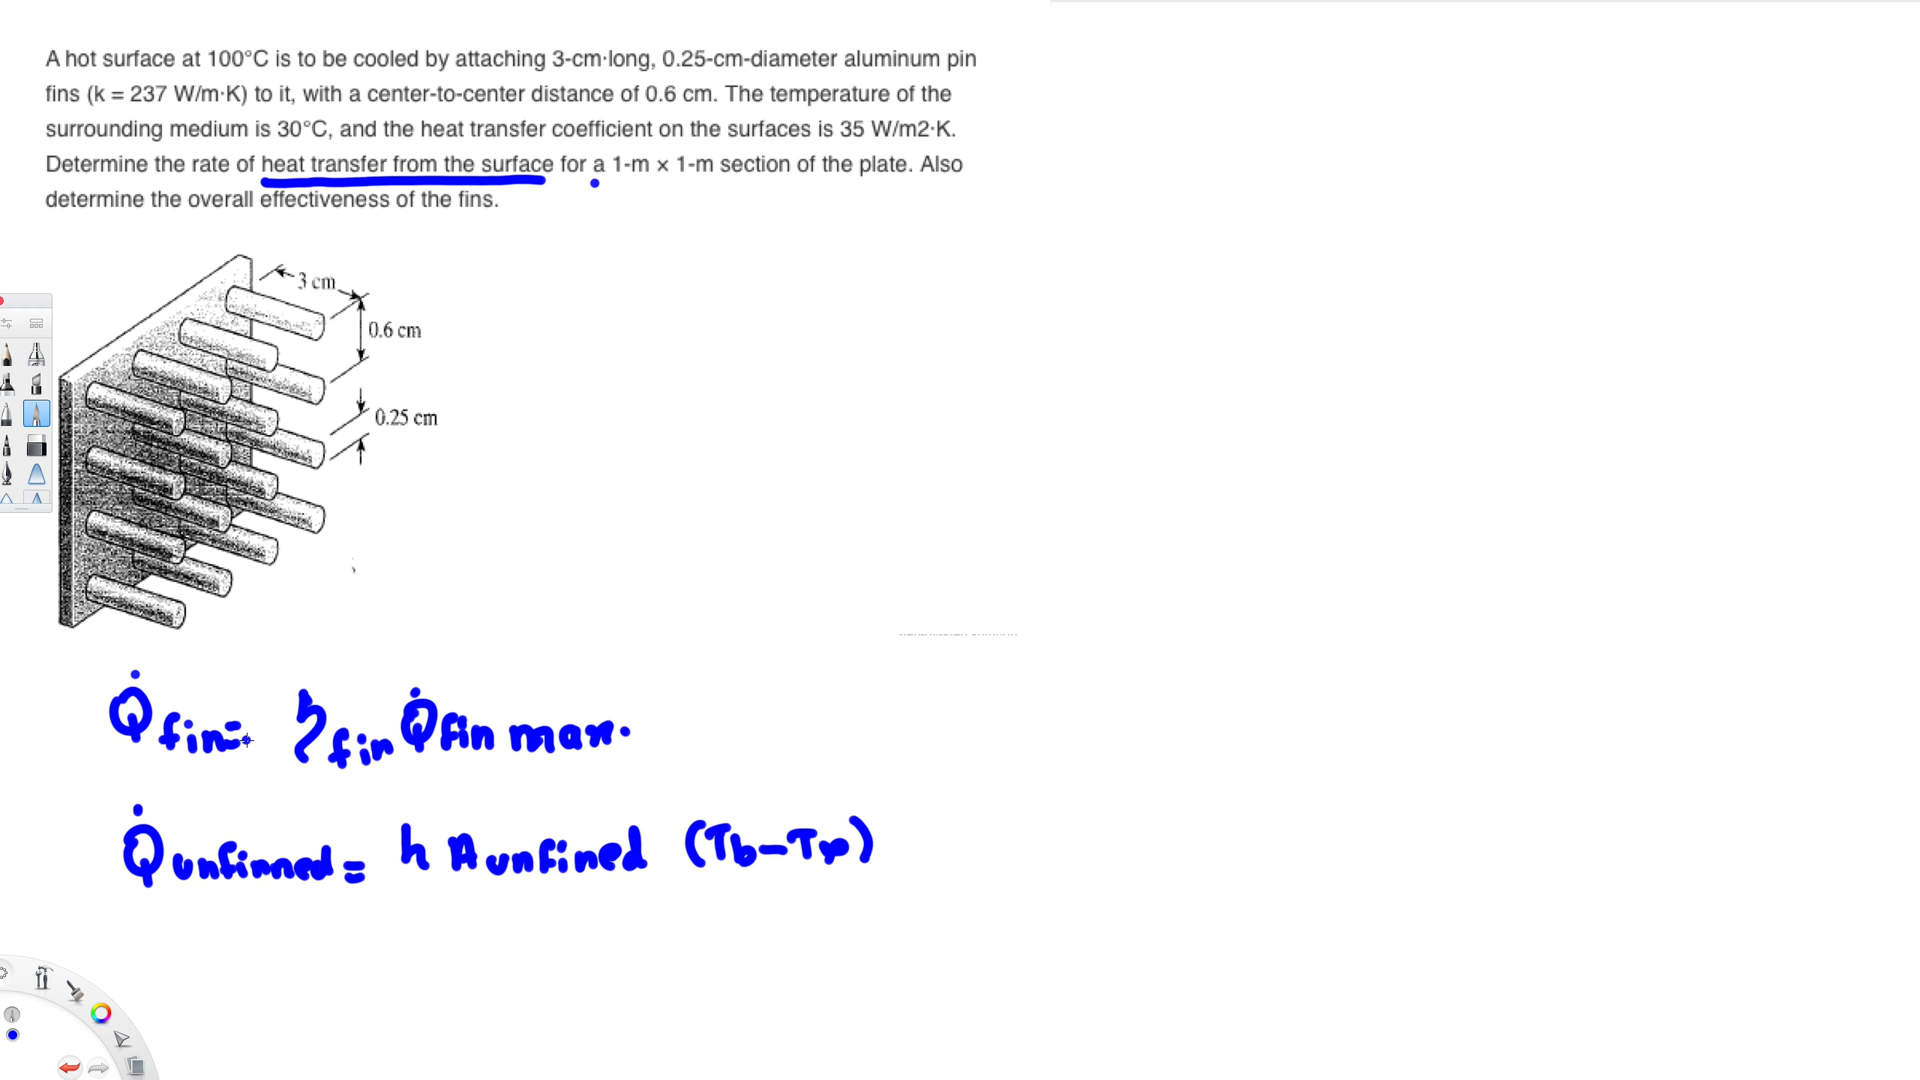 A hot surface at 100°C is to be cooled by attaching 3-cm-long, 0.25-cm-diameter aluminum pin
fins (k = 237 W/m·K) to it, with a center-to-center distance of 0.6 cm. The temperature of the
surrounding medium is 30°C, and the heat transfer coefficient on the surfaces is 35 W/m2·K.
Determine the rate of heat transfer from the surface for a 1-m × 1-m section of the plate. Also
determine the overall effectiveness of the fins.
3 cm
0.6 cm
0.25 cm
Q̇ fin = η fin Q̇ fin max.
Q̇ unfinned = h A unfined (Tb - T∞)